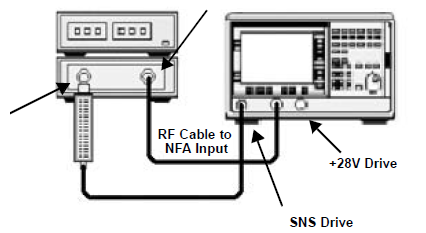 RF Cable to
NFA Input
+28V Drive
SNS Drive